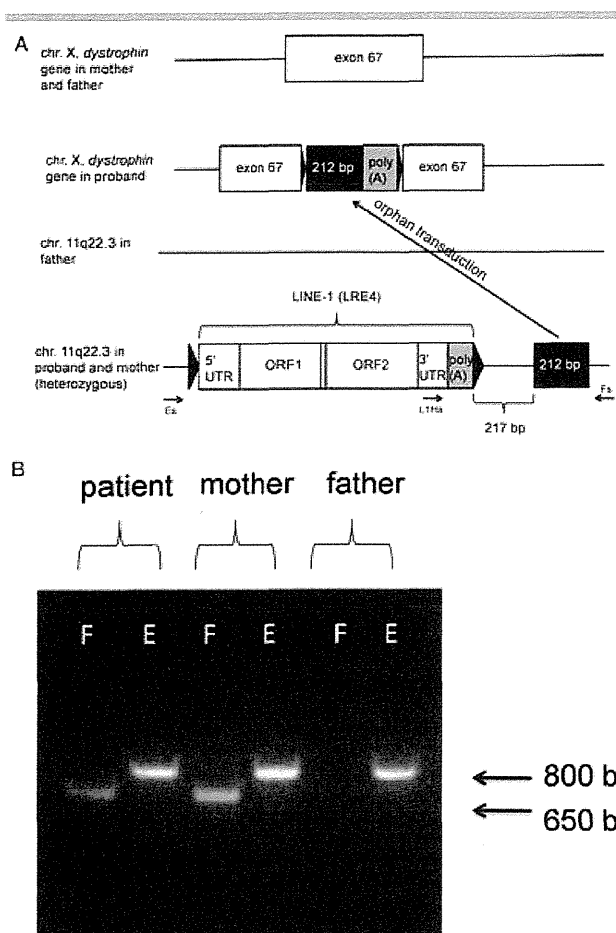 A
chr. X, dystrophin
gene in mother
and father
exon 67
chr. X, dystrophin
gene in proband
exon 67
212 bp
poly
(A)
exon 67
orphan transduction
chr. 11q22.3 in
father
LINE-1 (LRE4)
chr. 11q22.3 in
proband and mother
(heterozygous)
5'
UTR
ORF1
ORF2
3'
UTR
poly
(A)
212 bp
217 bp
B
patient mother father
F E F E F E
800 b
650 b